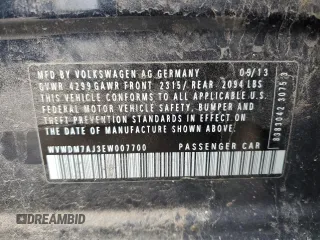 MFD BY VOLKSWAGEN AG GERMANY 09/13
GVWR 4299 GAWR FRONT 2315/ REAR 2094 LBS
THIS VEHICLE CONFORMS TO ALL APPLICABLE U.S.
FEDERAL MOTOR VEHICLE SAFETY, BUMPER AND
THEFT PREVENTION STANDARDS IN EFFECT ON THE
DATE OF MANUFACTURE SHOWN ABOVE.
WVWDM7AJ3EW007700 PASSENGER CAR
DREAMBID